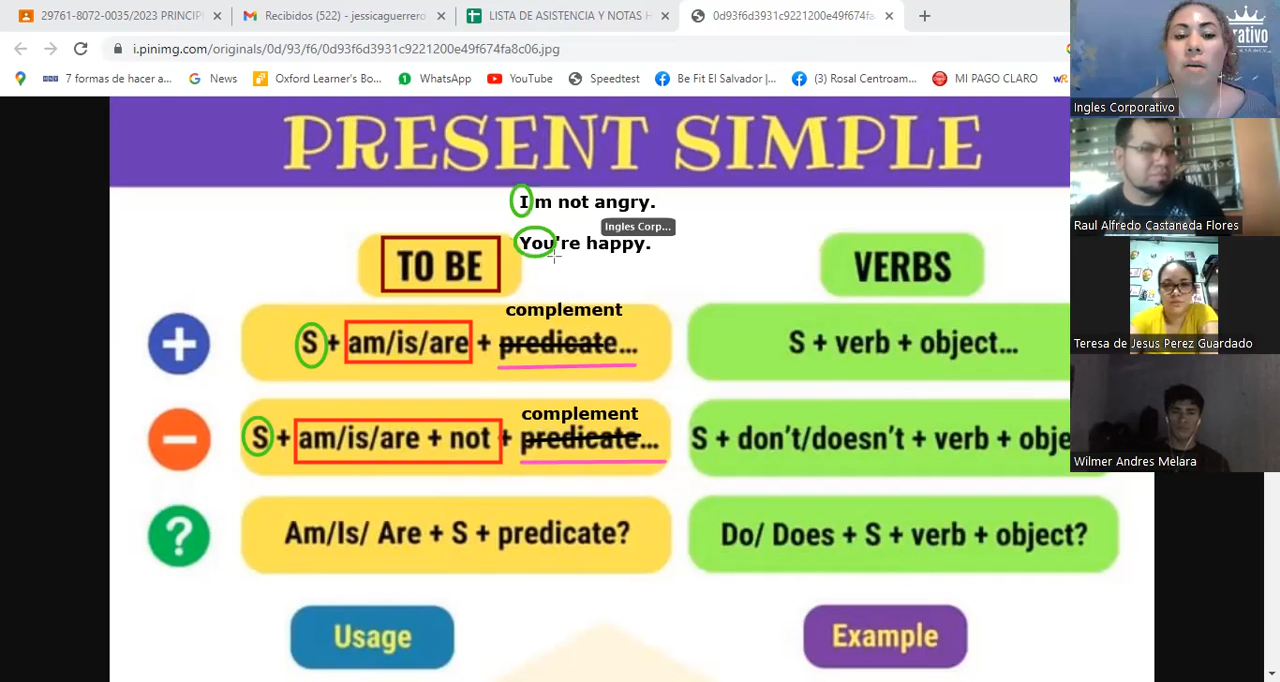 29761-8072-0035/2023 PRINCIPI
Recibidos (522) - jessicaguerrero
LISTA DE ASISTENCIA Y NOTAS H
0d93f6d3931c9221200e49f674fa
i.pinimg.com/originals/0d/93/f6/0d93f6d3931c9221200e49f674fa8c06.jpg
7 formas de hacer a...
News
Oxford Learner's Bo...
WhatsApp
YouTube
Speedtest
Be Fit El Salvador |...
(3) Rosal Centroam...
MI PAGO CLARO
PRESENT SIMPLE
I'm not angry.
Ingles Corp...
You're happy.
TO BE
VERBS
complement
S + am/is/are + predicate...
S + verb + object...
complement
S + am/is/are + not + predicate...
S + don't/doesn't + verb + obje
Am/Is/ Are + S + predicate?
Do/ Does + S + verb + object?
Usage
Example
rativo
Ingles Corporativo
Raul Alfredo Castaneda Flores
Teresa de Jesus Perez Guardado
Wilmer Andres Melara